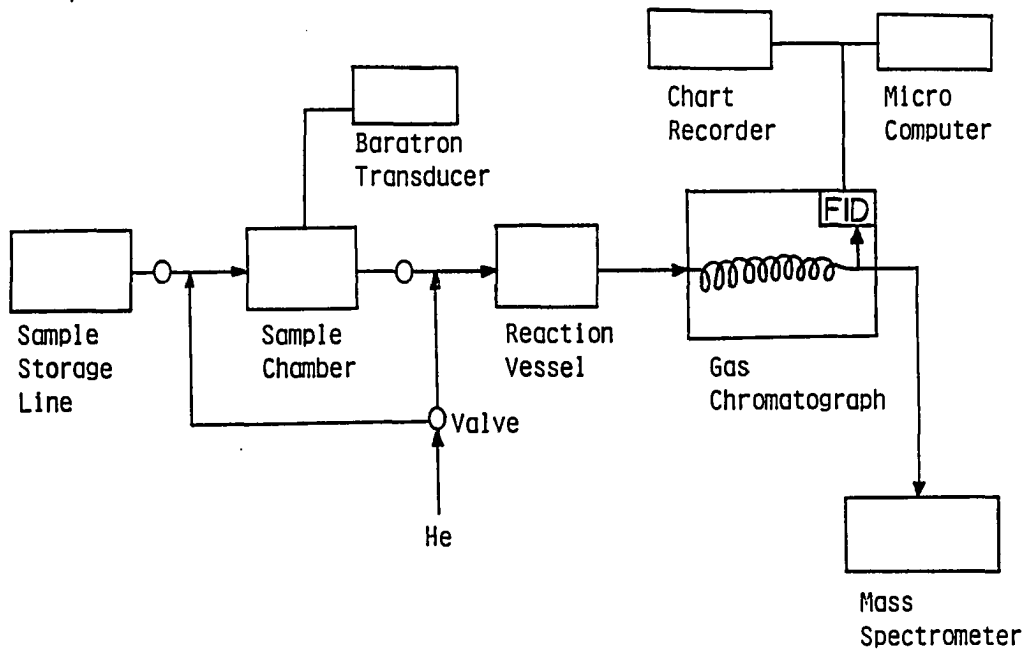 Chart
Recorder
Micro
Computer
Baratron
Transducer
FID
Sample
Storage
Line
Sample
Chamber
Reaction
Vessel
Gas
Chromatograph
Valve
He
Mass
Spectrometer